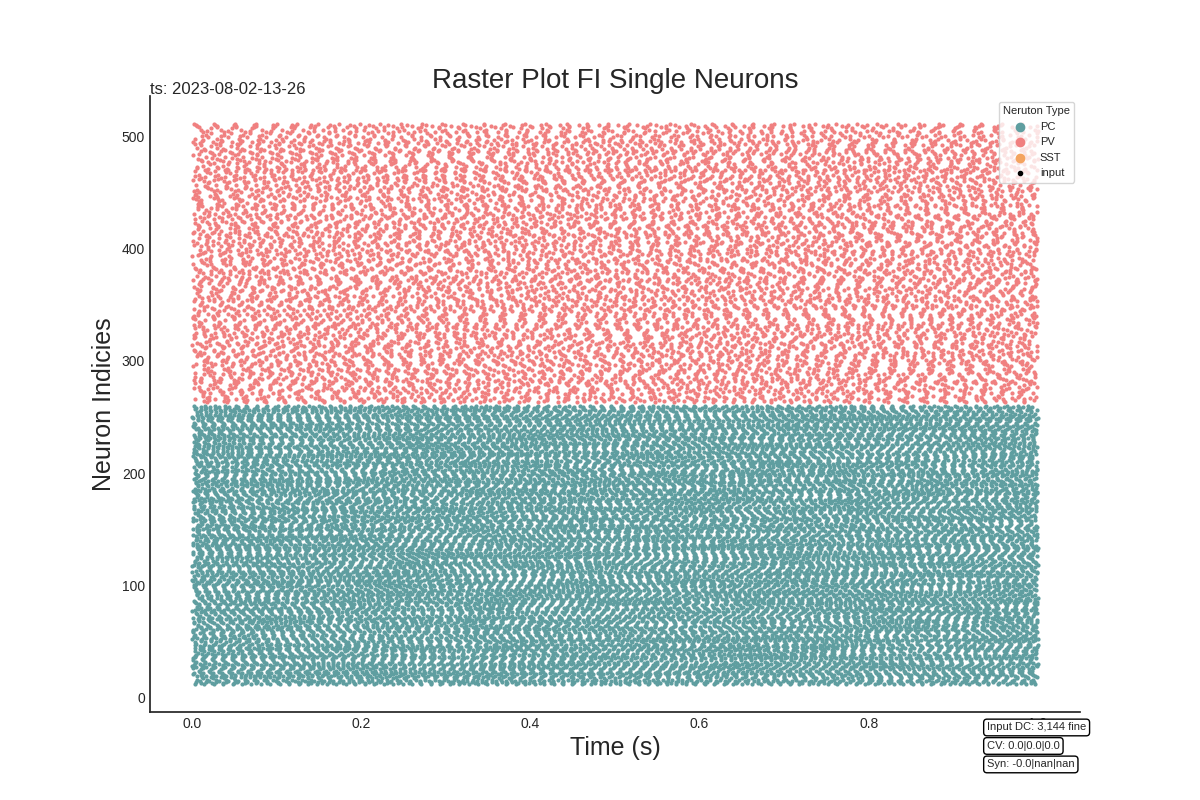 Raster Plot FI Single Neurons
ts: 2023-08-02-13-26
Neruton Type
PC
PV
SST
input
500
400
300
200
100
0
Neuron Indicies
0.0
0.2
0.4
0.6
0.8
Time (s)
Input DC: 3,144 fine
CV: 0.0|0.0|0.0
Syn: -0.0|nan|nan